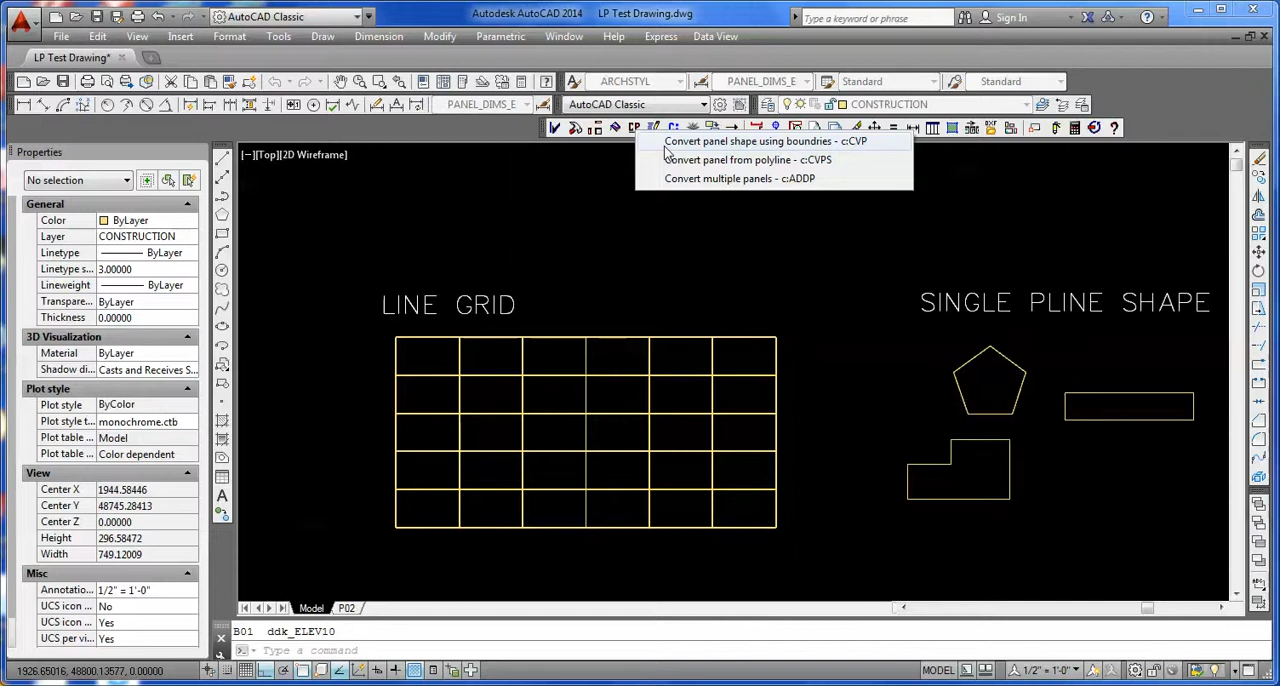 AutoCAD Classic
Autodesk AutoCAD 2014 LP Test Drawing.dwg
Type a keyword or phrase
Sign In
File Edit View Insert Format Tools Draw Dimension Modify Parametric Window Help Express Data View
LP Test Drawing*
ARCHSTYL PANEL_DIMS_E Standard Standard
PANEL_DIMS_E AutoCAD Classic CONSTRUCTION
Properties
[−][Top][2D Wireframe]
Convert panel shape using boundries - c:CVP
Convert panel from polyline - c:CVPS
Convert multiple panels - c:ADDP
No selection
General
Color ByLayer
Layer CONSTRUCTION
Linetype ByLayer
Linetype s... 3.00000
Lineweight ByLayer
Transpare... ByLayer
Thickness 0.00000
3D Visualization
Material ByLayer
Shadow di... Casts and Receives S...
Plot style
Plot style ByColor
Plot style t... monochrome.ctb
Plot table ... Model
Plot table ... Color dependent
View
Center X 1944.58446
Center Y 48745.28413
Center Z 0.00000
Height 296.58472
Width 749.12009
Misc
Annotatio... 1/2" = 1'-0"
UCS icon ... No
UCS icon ... Yes
UCS per vi... Yes
LINE GRID
SINGLE PLINE SHAPE
Model P02
B01 ddk_ELEV10
Type a command
1926.65016, 48800.13577, 0.00000
MODEL
1/2" = 1'-0"